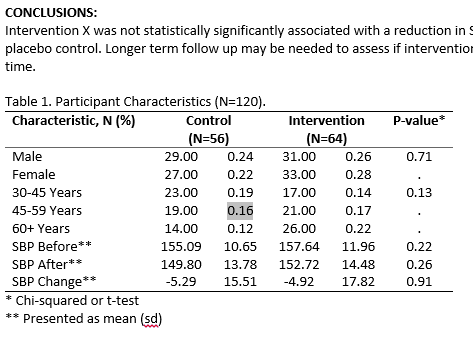 CONCLUSIONS:
Intervention X was not statistically significantly associated with a reduction in S
placebo control. Longer term follow up may be needed to assess if intervention
time.
Table 1. Participant Characteristics (N=120).
Characteristic, N (%) Control Intervention P-value*
(N=56) (N=64)
Male 29.00 0.24 31.00 0.26 0.71
Female 27.00 0.22 33.00 0.28 .
30-45 Years 23.00 0.19 17.00 0.14 0.13
45-59 Years 19.00 0.16 21.00 0.17 .
60+ Years 14.00 0.12 26.00 0.22 .
SBP Before** 155.09 10.65 157.64 11.96 0.22
SBP After** 149.80 13.78 152.72 14.48 0.26
SBP Change** -5.29 15.51 -4.92 17.82 0.91
* Chi-squared or t-test
** Presented as mean (sd)